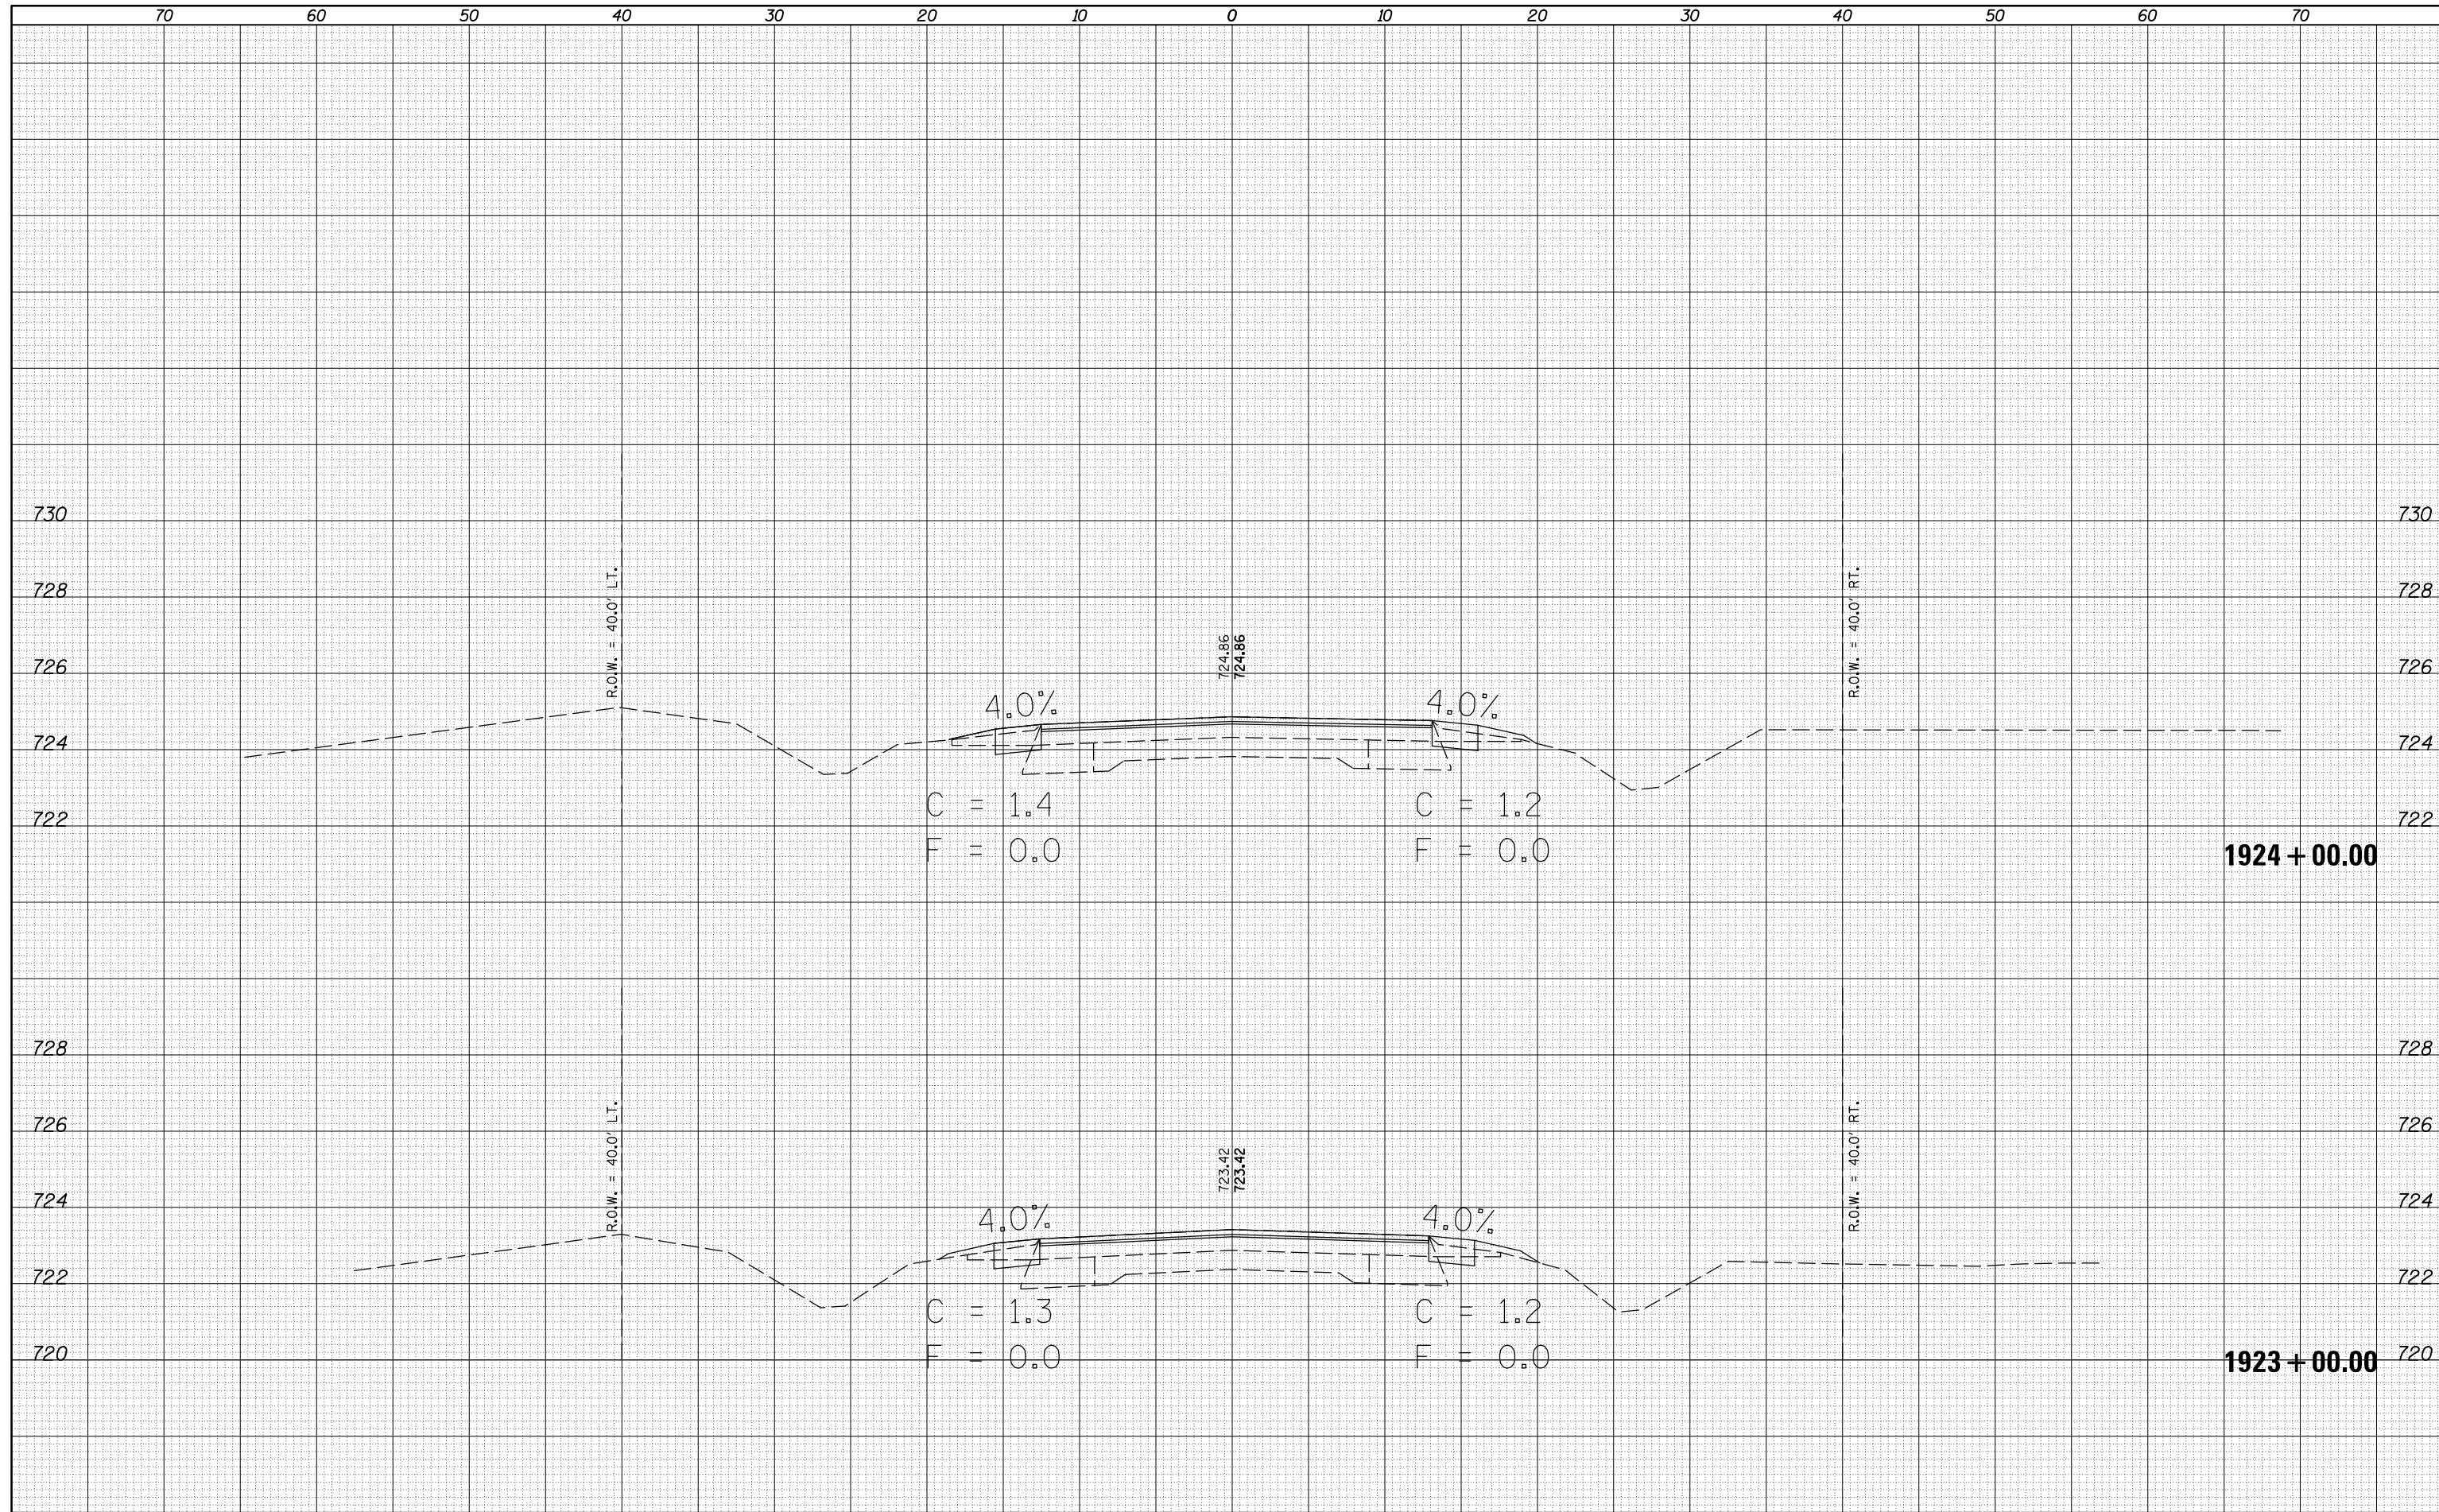 70 60 50 40 30 20 10 0 10 20 30 40 50 60 70
730 730
R.O.W. = 40.0' LT.
R.O.W. = 40.0' RT.
728 728
724.86
724.86
726 726
4.0% 4.0%
724 724
C = 1.4 C = 1.2
722 722
F = 0.0 F = 0.0
1924+00.00
728 728
R.O.W. = 40.0' LT.
R.O.W. = 40.0' RT.
726 726
723.42
723.42
724 724
4.0% 4.0%
722 722
C = 1.3 C = 1.2
720 F = 0.0 F = 0.0 1923+00.00 720